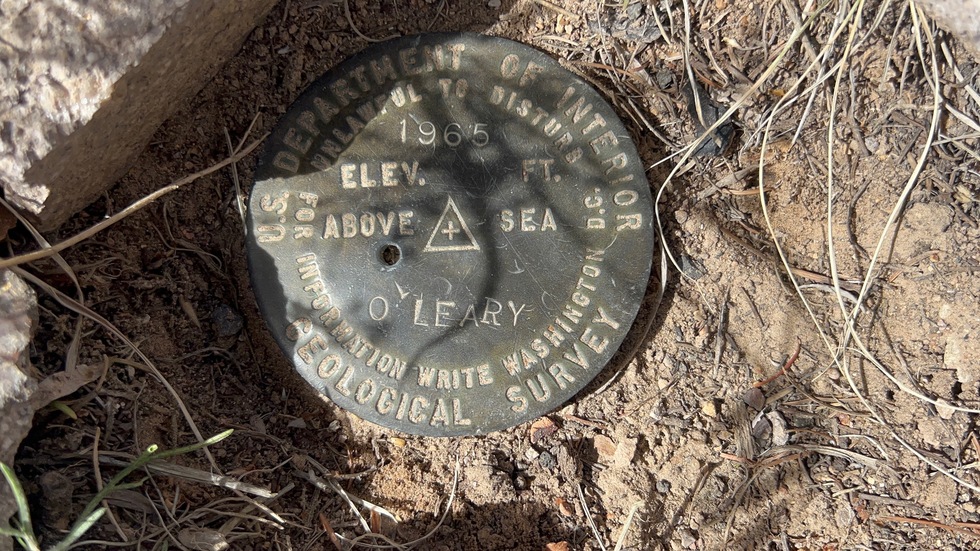 U.S. DEPARTMENT OF INTERIOR
UNLAWFUL TO DISTURB
1965
ELEV. FT.
ABOVE SEA
O'LEARY
FOR INFORMATION WRITE WASHINGTON D.C.
GEOLOGICAL SURVEY